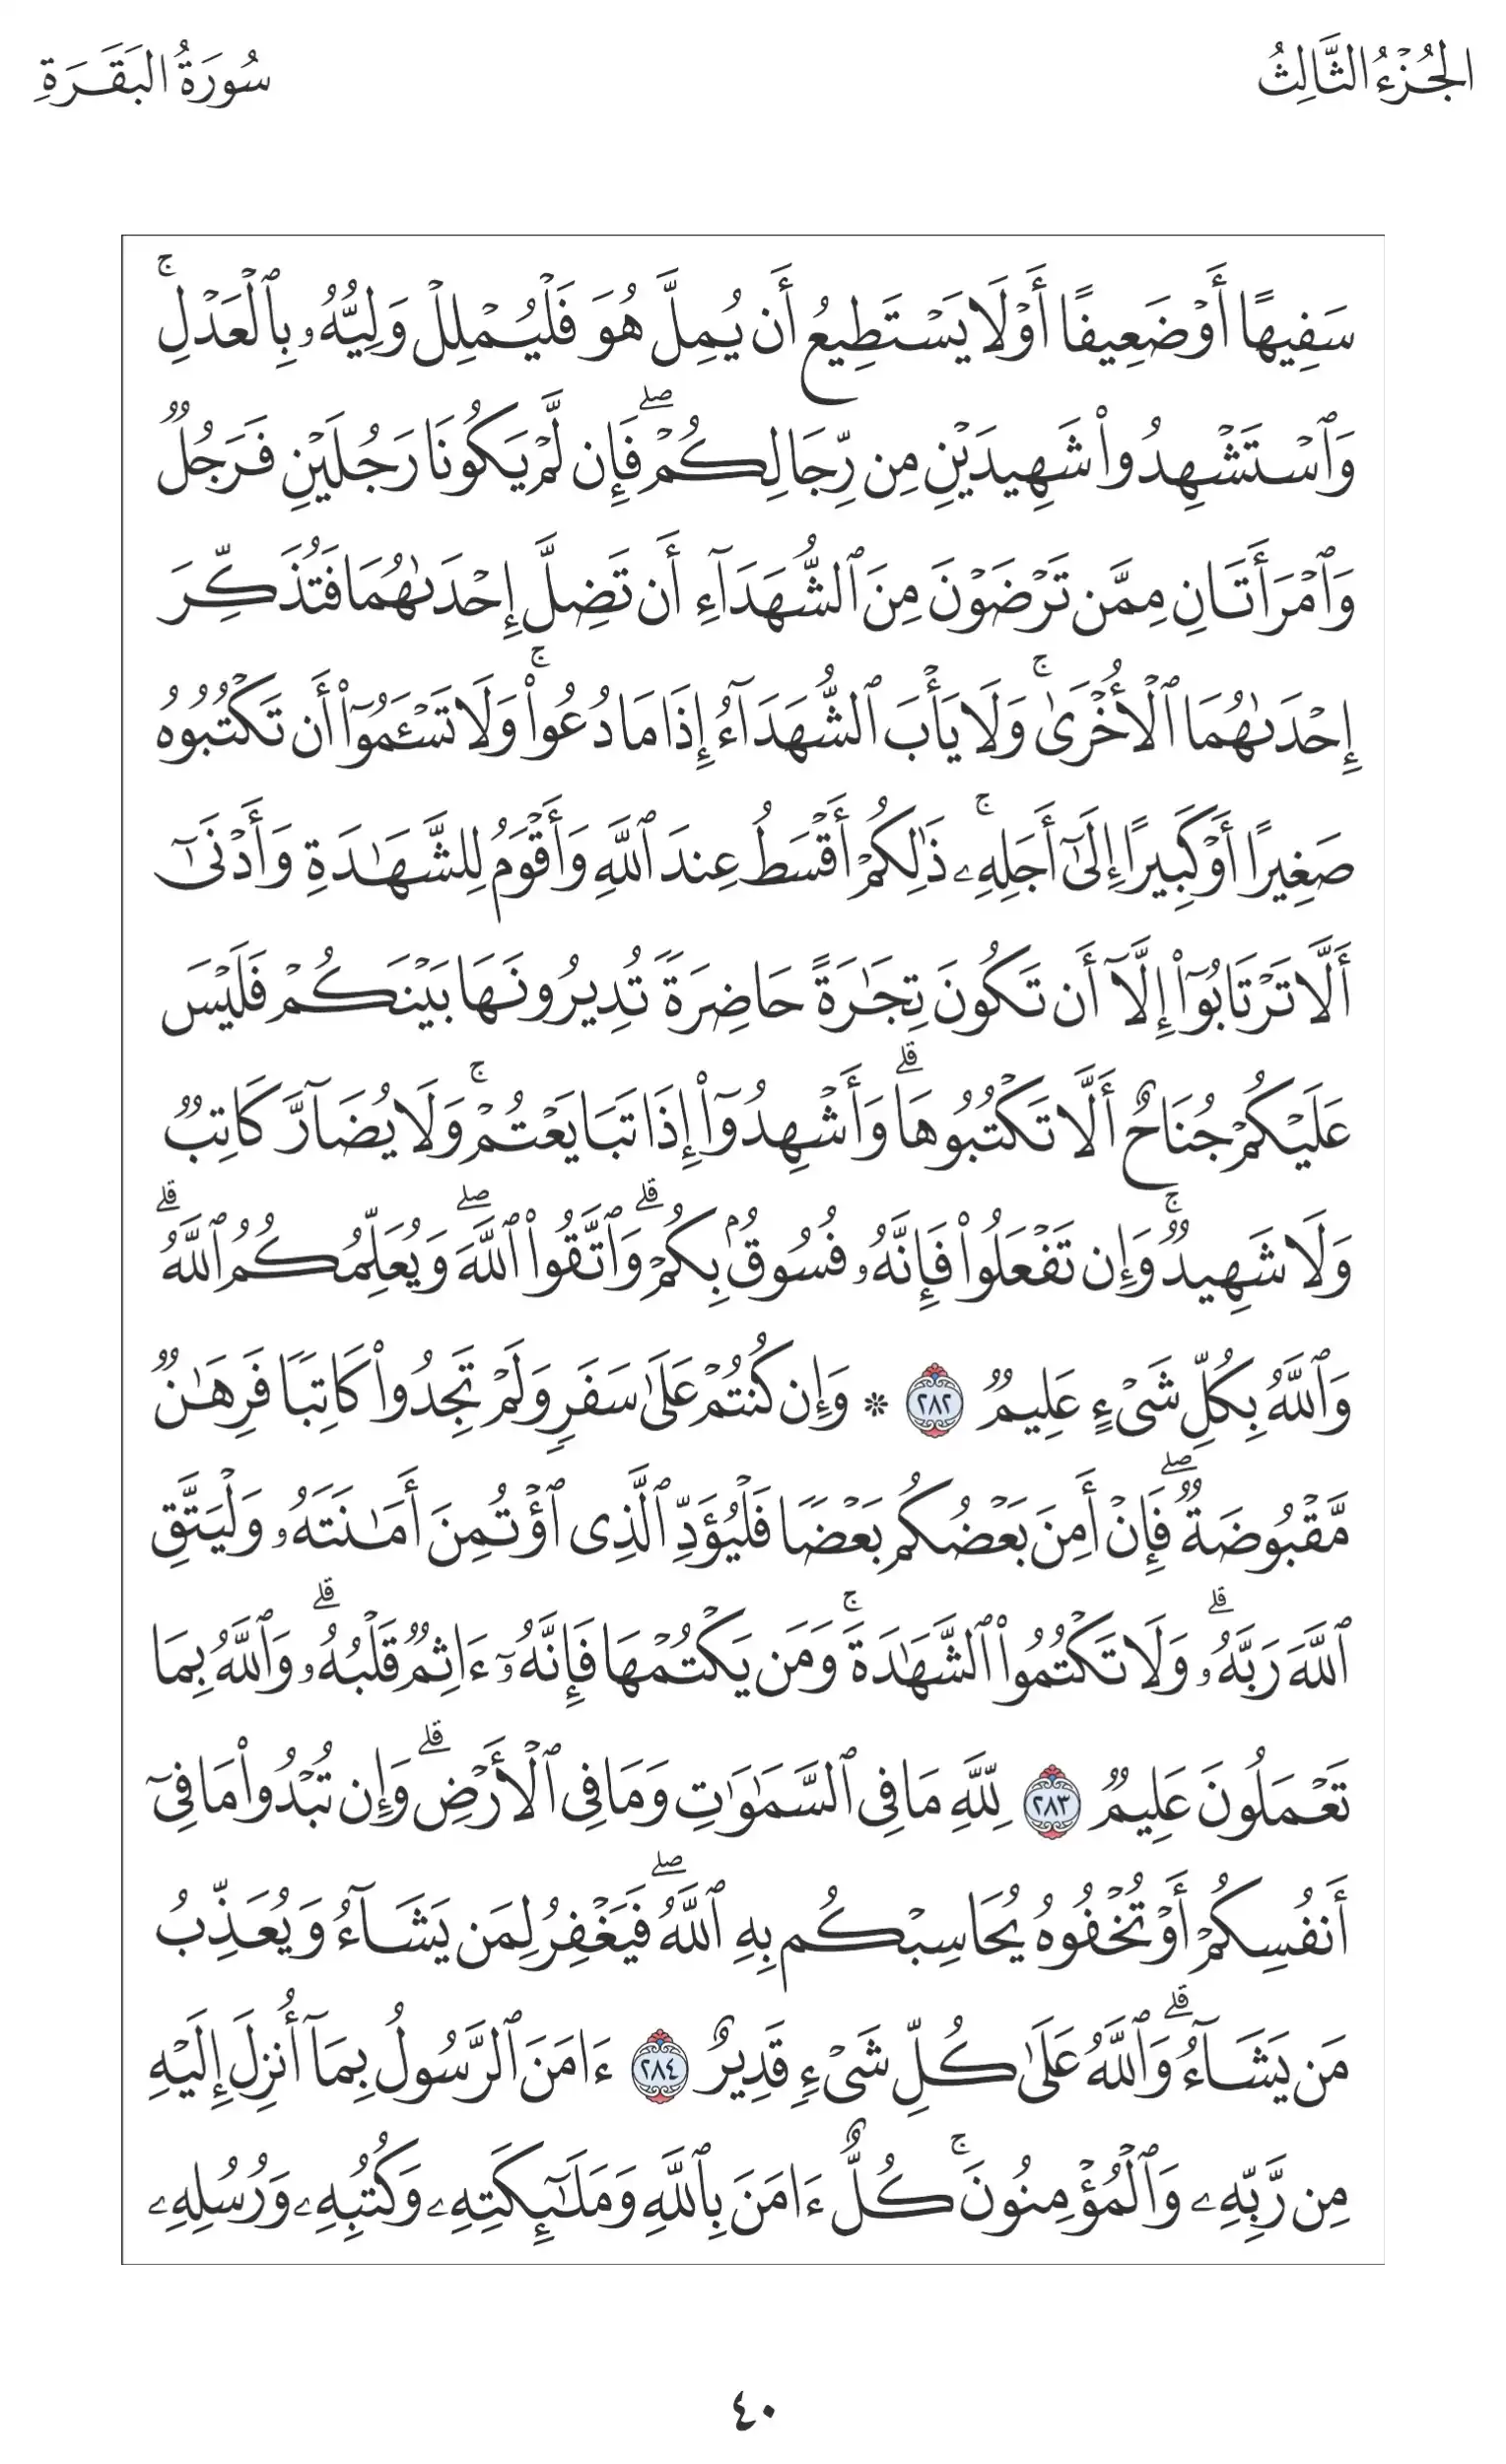 الجُزْءُ الثَّالِثُ
سُورَةُ البَقَرَةِ
سَفِيهًا أَوْ ضَعِيفًا أَوْ لَا يَسْتَطِيعُ أَن يُمِلَّ هُوَ فَلْيُمْلِلْ وَلِيُّهُۥ بِٱلْعَدْلِ ۚ
وَٱسْتَشْهِدُوا۟ شَهِيدَيْنِ مِن رِّجَالِكُمْ ۖ فَإِن لَّمْ يَكُونَا رَجُلَيْنِ فَرَجُلٌ
وَٱمْرَأَتَانِ مِمَّن تَرْضَوْنَ مِنَ ٱلشُّهَدَآءِ أَن تَضِلَّ إِحْدَىٰهُمَا فَتُذَكِّرَ
إِحْدَىٰهُمَا ٱلْأُخْرَىٰ ۚ وَلَا يَأْبَ ٱلشُّهَدَآءُ إِذَا مَا دُعُوا۟ ۚ وَلَا تَسْـَٔمُوٓا۟ أَن تَكْتُبُوهُ
صَغِيرًا أَوْ كَبِيرًا إِلَىٰٓ أَجَلِهِۦ ۚ ذَٰلِكُمْ أَقْسَطُ عِندَ ٱللَّهِ وَأَقْوَمُ لِلشَّهَـٰدَةِ وَأَدْنَىٰٓ
أَلَّا تَرْتَابُوٓا۟ إِلَّآ أَن تَكُونَ تِجَـٰرَةً حَاضِرَةً تُدِيرُونَهَا بَيْنَكُمْ فَلَيْسَ
عَلَيْكُمْ جُنَاحٌ أَلَّا تَكْتُبُوهَا ۗ وَأَشْهِدُوٓا۟ إِذَا تَبَايَعْتُمْ ۚ وَلَا يُضَآرَّ كَاتِبٌ
وَلَا شَهِيدٌ ۚ وَإِن تَفْعَلُوا۟ فَإِنَّهُۥ فُسُوقٌۢ بِكُمْ ۗ وَٱتَّقُوا۟ ٱللَّهَ ۖ وَيُعَلِّمُكُمُ ٱللَّهُ ۗ
وَٱللَّهُ بِكُلِّ شَىْءٍ عَلِيمٌ ٢٨٢ ۞ وَإِن كُنتُمْ عَلَىٰ سَفَرٍ وَلَمْ تَجِدُوا۟ كَاتِبًا فَرِهَـٰنٌ
مَّقْبُوضَةٌ ۖ فَإِنْ أَمِنَ بَعْضُكُم بَعْضًا فَلْيُؤَدِّ ٱلَّذِى ٱؤْتُمِنَ أَمَـٰنَتَهُۥ وَلْيَتَّقِ
ٱللَّهَ رَبَّهُۥ ۗ وَلَا تَكْتُمُوا۟ ٱلشَّهَـٰدَةَ ۚ وَمَن يَكْتُمْهَا فَإِنَّهُۥٓ ءَاثِمٌ قَلْبُهُۥ ۗ وَٱللَّهُ بِمَا
تَعْمَلُونَ عَلِيمٌ ٢٨٣ لِّلَّهِ مَا فِى ٱلسَّمَـٰوَٰتِ وَمَا فِى ٱلْأَرْضِ ۗ وَإِن تُبْدُوا۟ مَا فِىٓ
أَنفُسِكُمْ أَوْ تُخْفُوهُ يُحَاسِبْكُم بِهِ ٱللَّهُ ۖ فَيَغْفِرُ لِمَن يَشَآءُ وَيُعَذِّبُ
مَن يَشَآءُ ۗ وَٱللَّهُ عَلَىٰ كُلِّ شَىْءٍ قَدِيرٌ ٢٨٤ ءَامَنَ ٱلرَّسُولُ بِمَآ أُنزِلَ إِلَيْهِ
مِن رَّبِّهِۦ وَٱلْمُؤْمِنُونَ ۚ كُلٌّ ءَامَنَ بِٱللَّهِ وَمَلَـٰٓئِكَتِهِۦ وَكُتُبِهِۦ وَرُسُلِهِۦ
٤٠